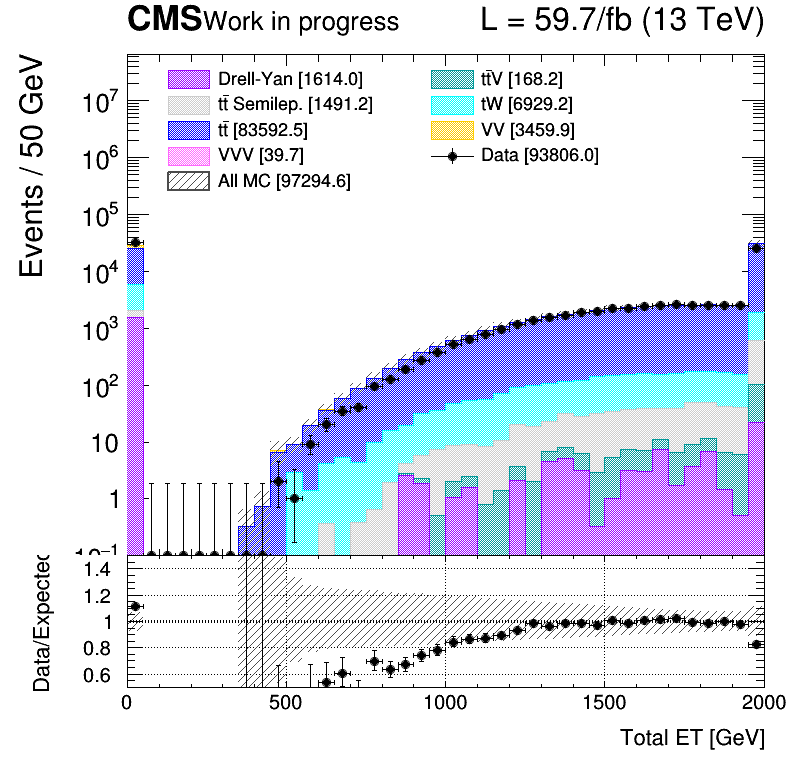 CMS Work in progress L = 59.7/fb (13 TeV)
Events / 50 GeV
Drell-Yan [1614.0]
tt̄ Semilep. [1491.2]
tt̄ [83592.5]
VVV [39.7]
All MC [97294.6]
tt̄V [168.2]
tW [6929.2]
VV [3459.9]
Data [93806.0]
10⁷
10⁶
10⁵
10⁴
10³
10²
10
1
10⁻¹
Data/Expected
1.4
1.2
1
0.8
0.6
0 500 1000 1500 2000
Total ET [GeV]